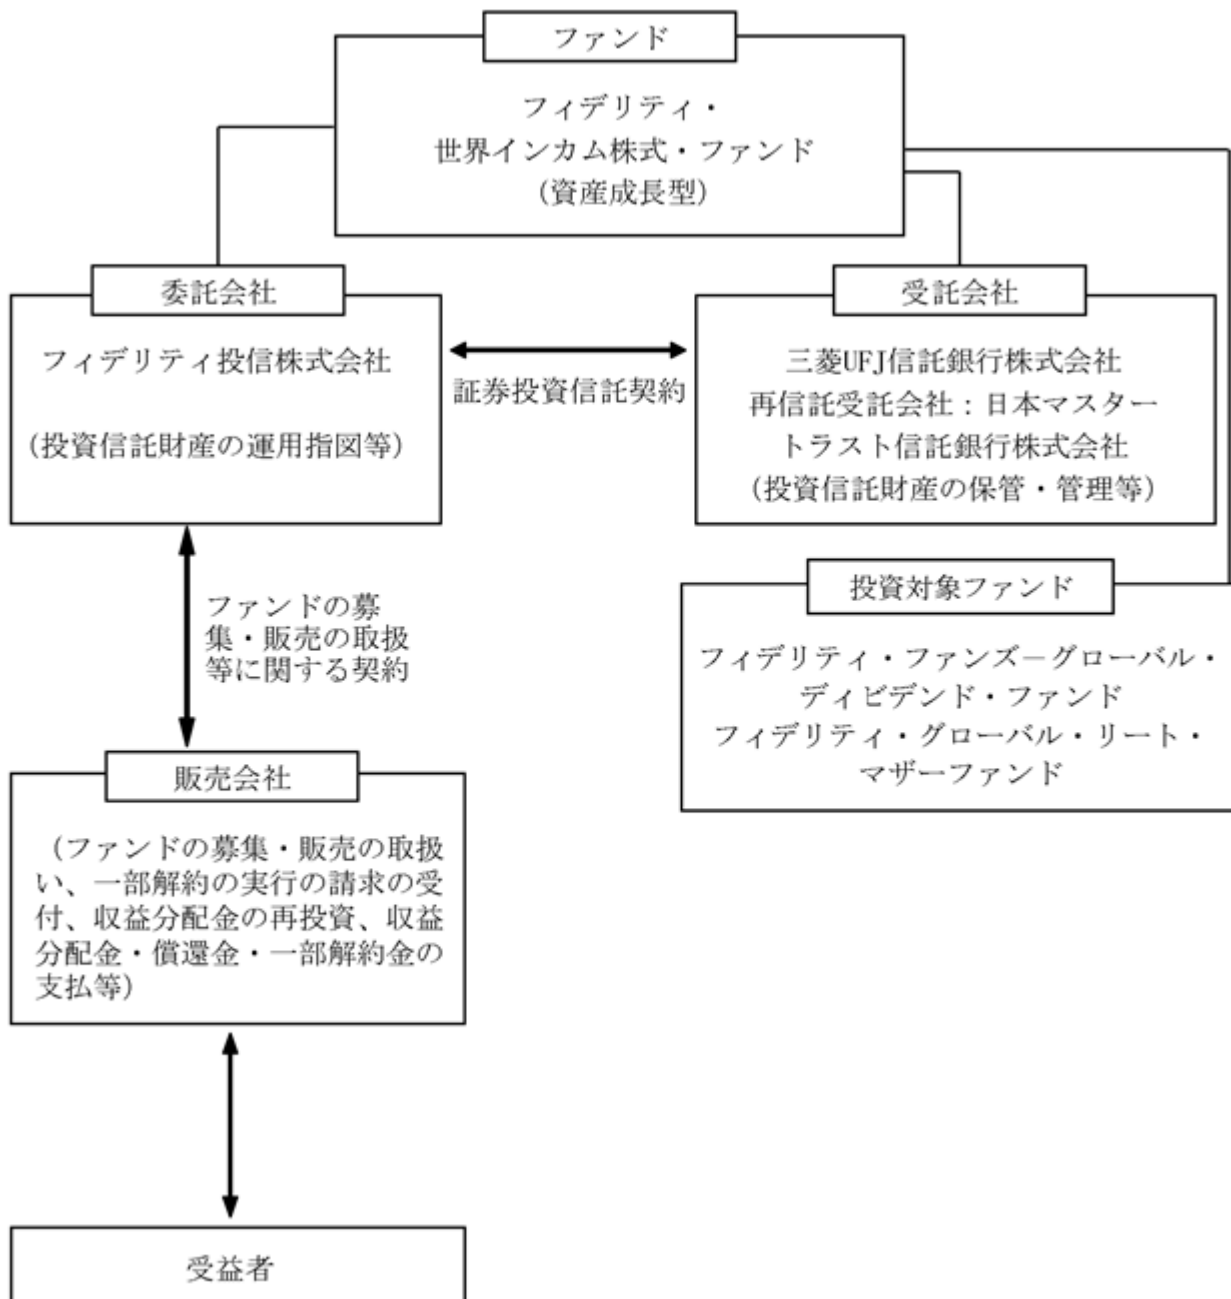 ファンド
フィデリティ・
世界インカム株式・ファンド
(資産成長型)
委託会社
フィデリティ投信株式会社
(投資信託財産の運用指図等)
証券投資信託契約
受託会社
三菱UFJ信託銀行株式会社
再信託受託会社：日本マスター
トラスト信託銀行株式会社
(投資信託財産の保管・管理等)
ファンドの募
集・販売の取扱
等に関する契約
投資対象ファンド
フィデリティ・ファンズ－グローバル・
ディビデンド・ファンド
フィデリティ・グローバル・リート・
マザーファンド
販売会社
(ファンドの募集・販売の取扱
い、一部解約の実行の請求の受
付、収益分配金の再投資、収益
分配金・償還金・一部解約金の
支払等)
受益者